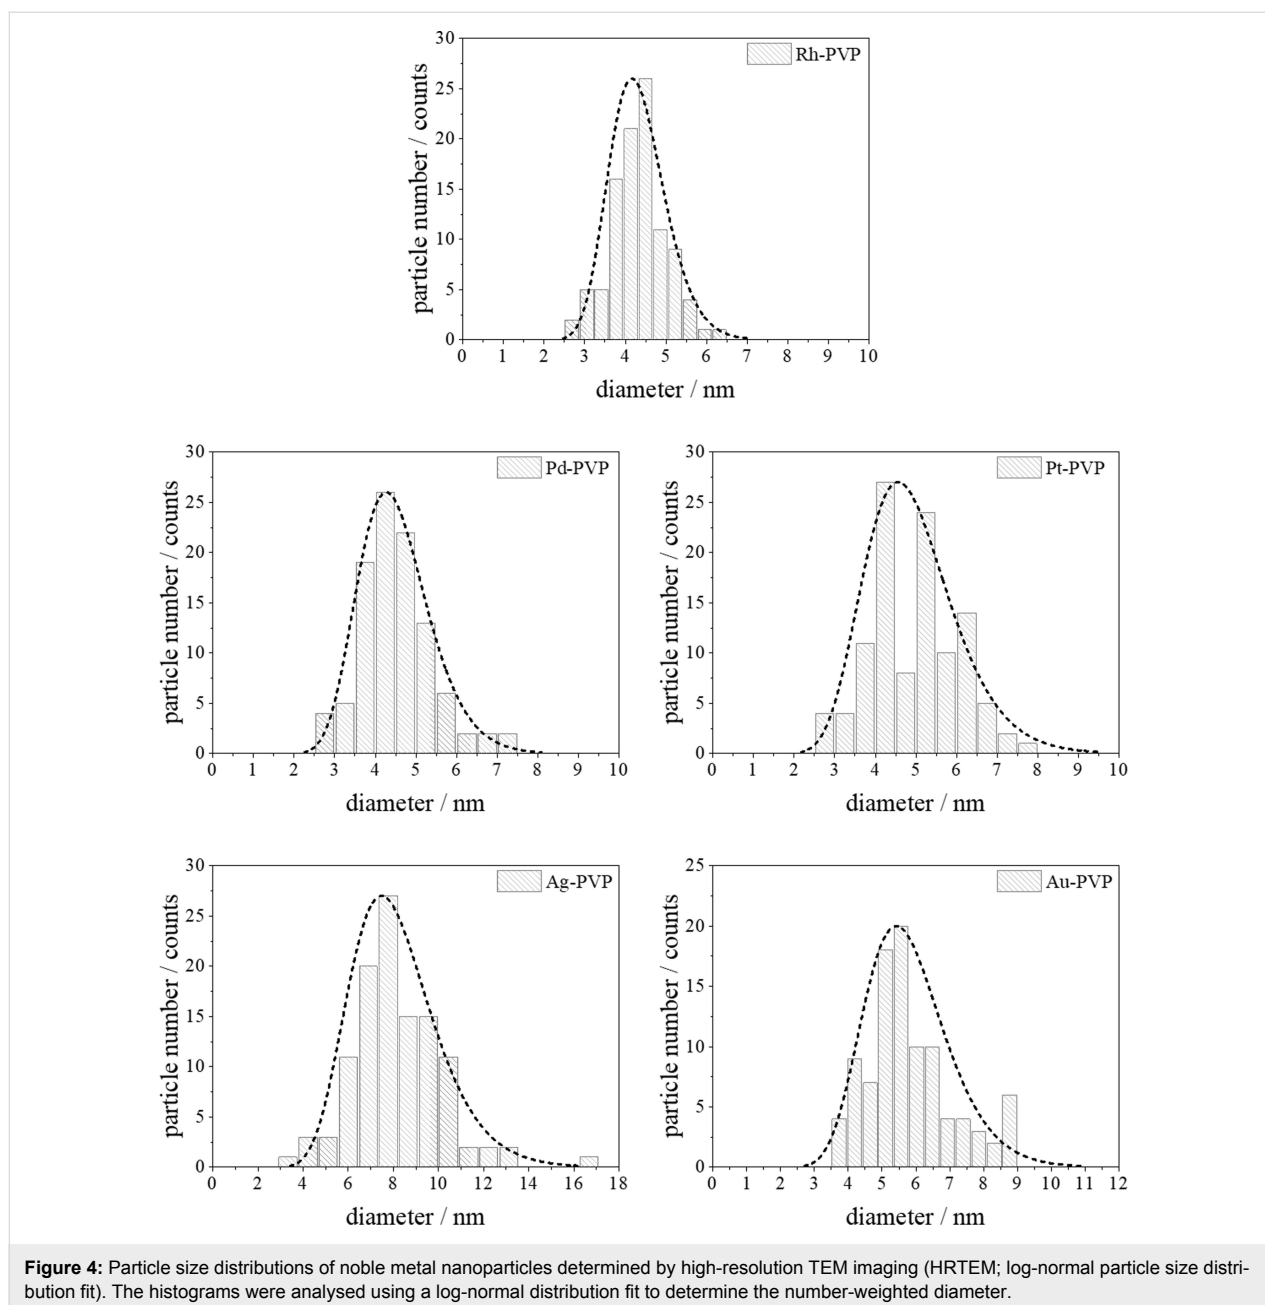 30
25
20
15
10
5
0
particle number / counts
Rh-PVP
0 1 2 3 4 5 6 7 8 9 10
diameter / nm
30
25
20
15
10
5
0
particle number / counts
Pd-PVP
0 1 2 3 4 5 6 7 8 9 10
diameter / nm
30
25
20
15
10
5
0
particle number / counts
Pt-PVP
0 1 2 3 4 5 6 7 8 9 10
diameter / nm
30
25
20
15
10
5
0
particle number / counts
Ag-PVP
0 2 4 6 8 10 12 14 16 18
diameter / nm
25
20
15
10
5
0
particle number / counts
Au-PVP
0 1 2 3 4 5 6 7 8 9 10 11 12
diameter / nm
Figure 4: Particle size distributions of noble metal nanoparticles determined by high-resolution TEM imaging (HRTEM; log-normal particle size distri-
bution fit). The histograms were analysed using a log-normal distribution fit to determine the number-weighted diameter.